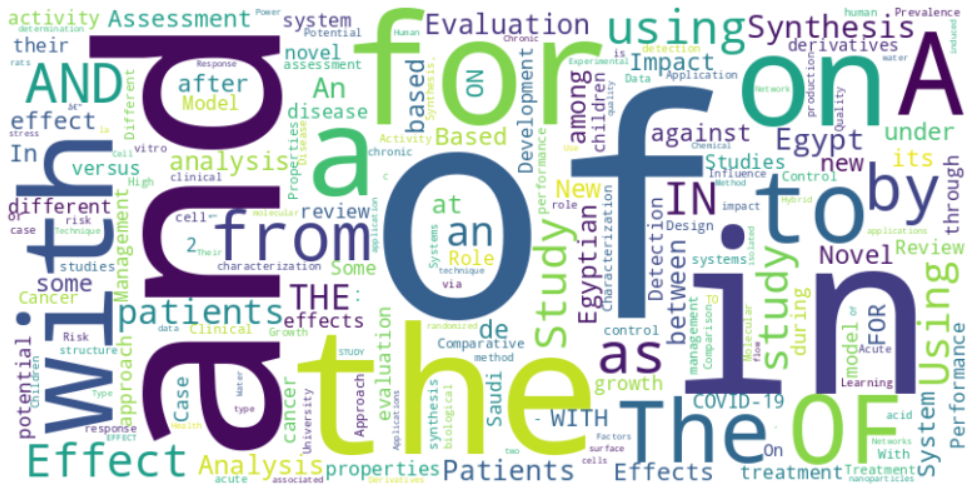 activity
determination
Assessment
Power
system
Potential
Evaluation
for
using
Synthesis
human
Prevalence
induced
their
rats
AND
after
Model
Response
novel
assessment
Human
Chronic
ON
is
Experimental
detection
Impact
Data
Application
derivatives
production
water
Quality
on
A
An
disease
Disease
based
Development
among
children
quality
Network
effect
stress
la
Different
In
vitro
analysis
Properties
a
Activity
Based
Synthesis.
chronic
against
Chemical
Egypt
under
versus
Cell
clinical
and
with
of
in
Studies
Influence
Method
new
its
through
different
High
molecular
c
performance
Use
New
role
IN
impact
Control
Hybrid
to
by
or
case
risk
Technique
Management
cell
2
Their
from
review
application
at
an
Role
Systems
technique
via
Study
Egyptian
Characterization
Detection
Design
between
systems
isolated
study
Novel
applications
Review
studies
some
characterization
Some
Cancer
patients
THE
:
effects
randomized
de
Comparative
method
control
management
TO
Comparison
Molecular
flow
during
model
or
FOR
Acute
Using
Performance
potential
Risk
structure
Children
Type
approach
data
Clinical
Growth
STUDY
evaluation
the
as
growth
Learning
response
EFFECT
Case
Water
type
Health
cancer
University
Approach
Applications
synthesis
biological
Saudi
-
WITH
Factors
surface
cells
two
The
COVID-19
OF
acid
Networks
With
System
Effect
Analysis
acute
associated
properties
Derivatives
Patients
Effects
On
treatment
Treatment
nanoparticles